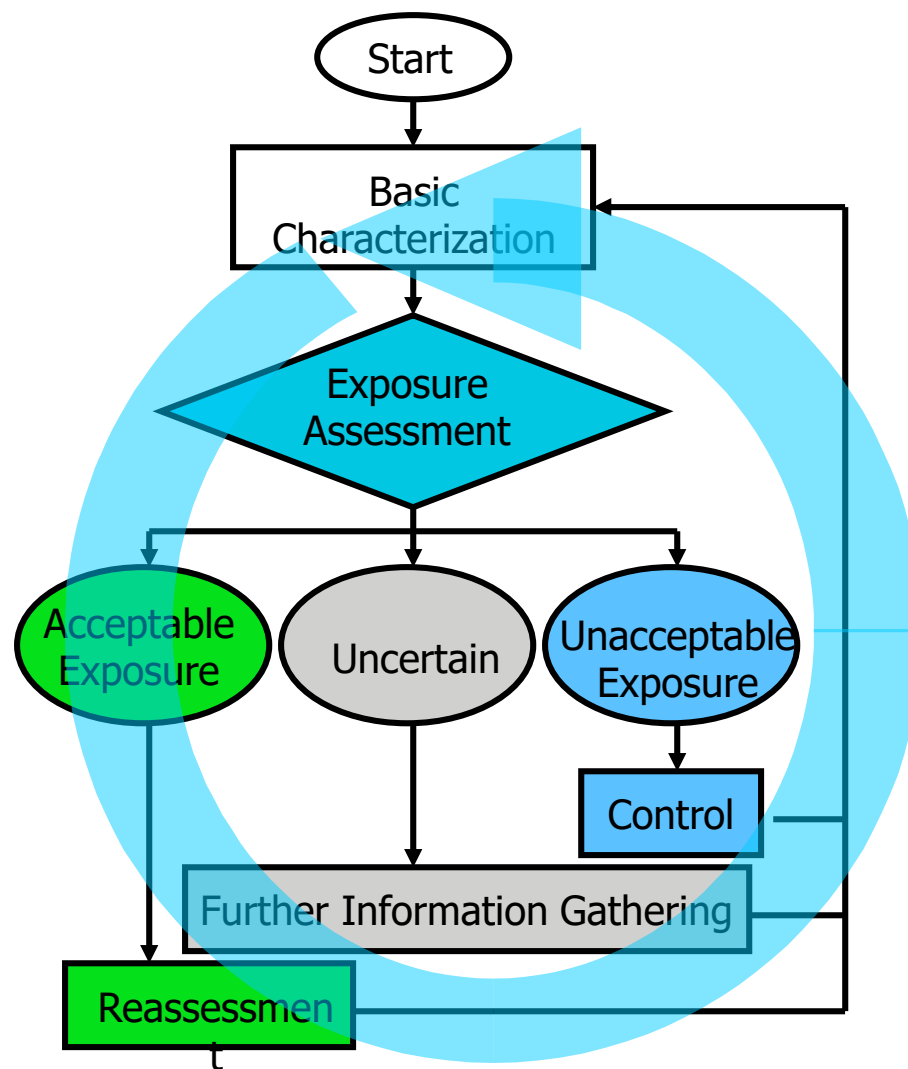 Start
Basic
Characterization
Exposure
Assessment
Acceptable
Exposure
Uncertain
Unacceptable
Exposure
Control
Further Information Gathering
Reassessmen
t